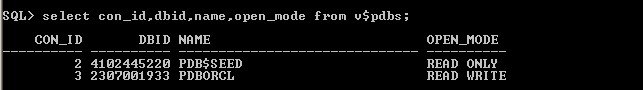 SQL> select con_id,dbid,name,open_mode from v$pdbs;
CON_ID DBID NAME OPEN_MODE
2 4102445220 PDB$SEED READ ONLY
3 2307001933 PDBORCL READ WRITE